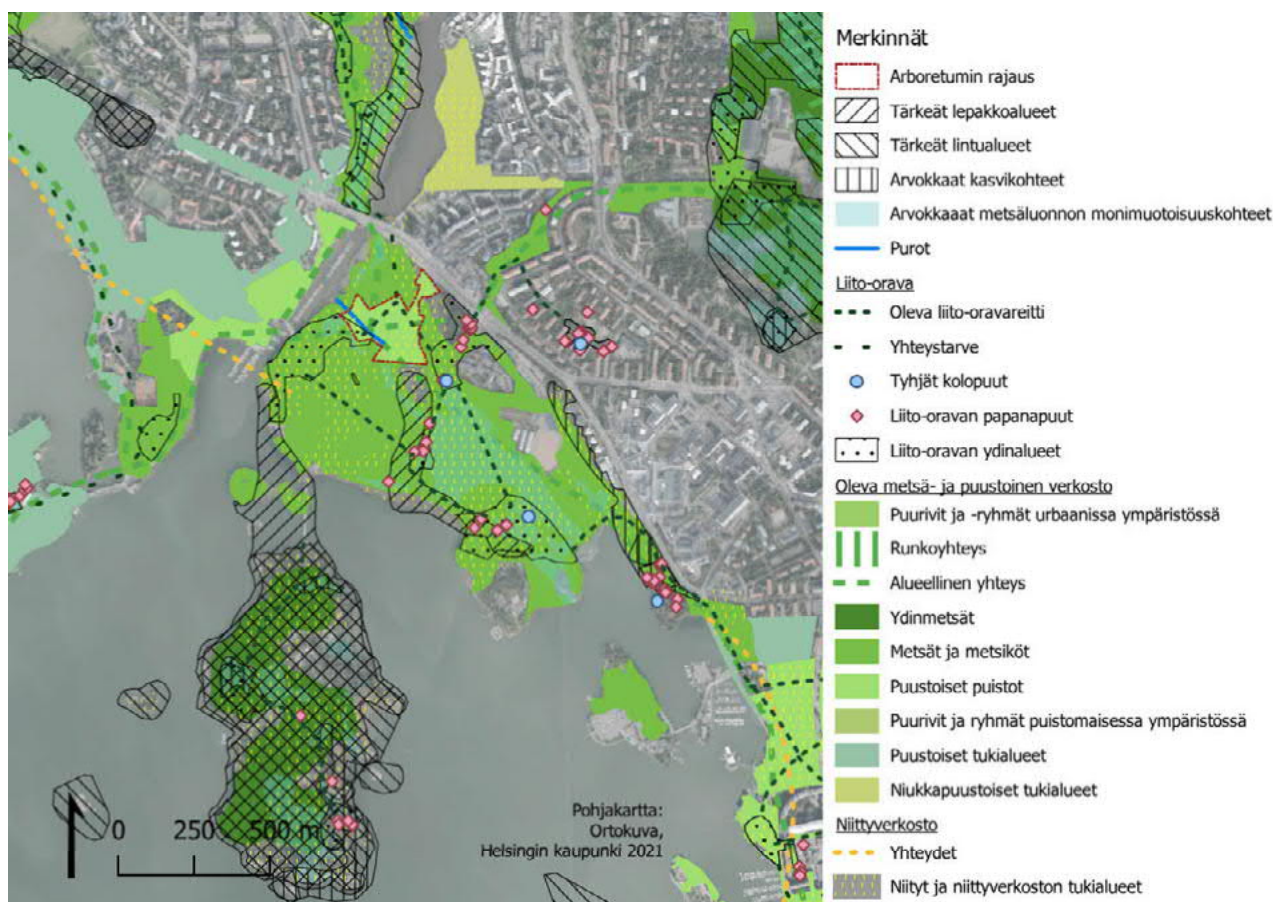 Merkinnät
Arboretumin rajaus
Tärkeät lepakkoalueet
Tärkeät lintualueet
Arvokkaat kasvikohteet
Arvokkaaat metsäluonnon monimuotoisuuskohteet
Purot
Liito-orava
Oleva liito-oravareitti
Yhteystarve
Tyhjät kolopuut
Liito-oravan papanapuut
Liito-oravan ydinalueet
Oleva metsä- ja puustoinen verkosto
Puurivit ja -ryhmät urbaanissa ympäristössä
Runkoyhteys
Alueellinen yhteys
Ydinmetsät
Metsät ja metsiköt
Puustoiset puistot
Puurivit ja ryhmät puistomaisessa ympäristössä
Puustoiset tukialueet
Niukkapuustoiset tukialueet
Niittyverkosto
Yhteydet
Niityt ja niittyverkoston tukialueet
0 250 500 m
Pohjakartta:
Ortokuva,
Helsingin kaupunki 2021